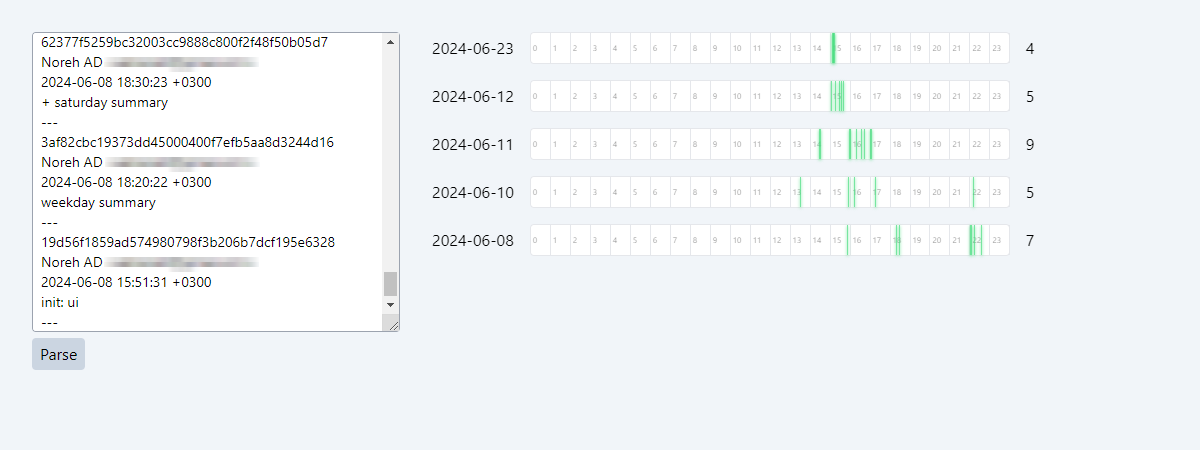 62377f5259bc32003cc9888c800f2f48f50b05d7
Noreh AD
2024-06-08 18:30:23 +0300
+ saturday summary
---
3af82cbc19373dd45000400f7efb5aa8d3244d16
Noreh AD
2024-06-08 18:20:22 +0300
weekday summary
---
19d56f1859ad574980798f3b206b7dcf195e6328
Noreh AD
2024-06-08 15:51:31 +0300
init: ui
---
Parse
2024-06-23 0 1 2 3 4 5 6 7 8 9 10 11 12 13 14 15 16 17 18 19 20 21 22 23 4
2024-06-12 0 1 2 3 4 5 6 7 8 9 10 11 12 13 14 15 16 17 18 19 20 21 22 23 5
2024-06-11 0 1 2 3 4 5 6 7 8 9 10 11 12 13 14 15 16 17 18 19 20 21 22 23 9
2024-06-10 0 1 2 3 4 5 6 7 8 9 10 11 12 13 14 15 16 17 18 19 20 21 22 23 5
2024-06-08 0 1 2 3 4 5 6 7 8 9 10 11 12 13 14 15 16 17 18 19 20 21 22 23 7